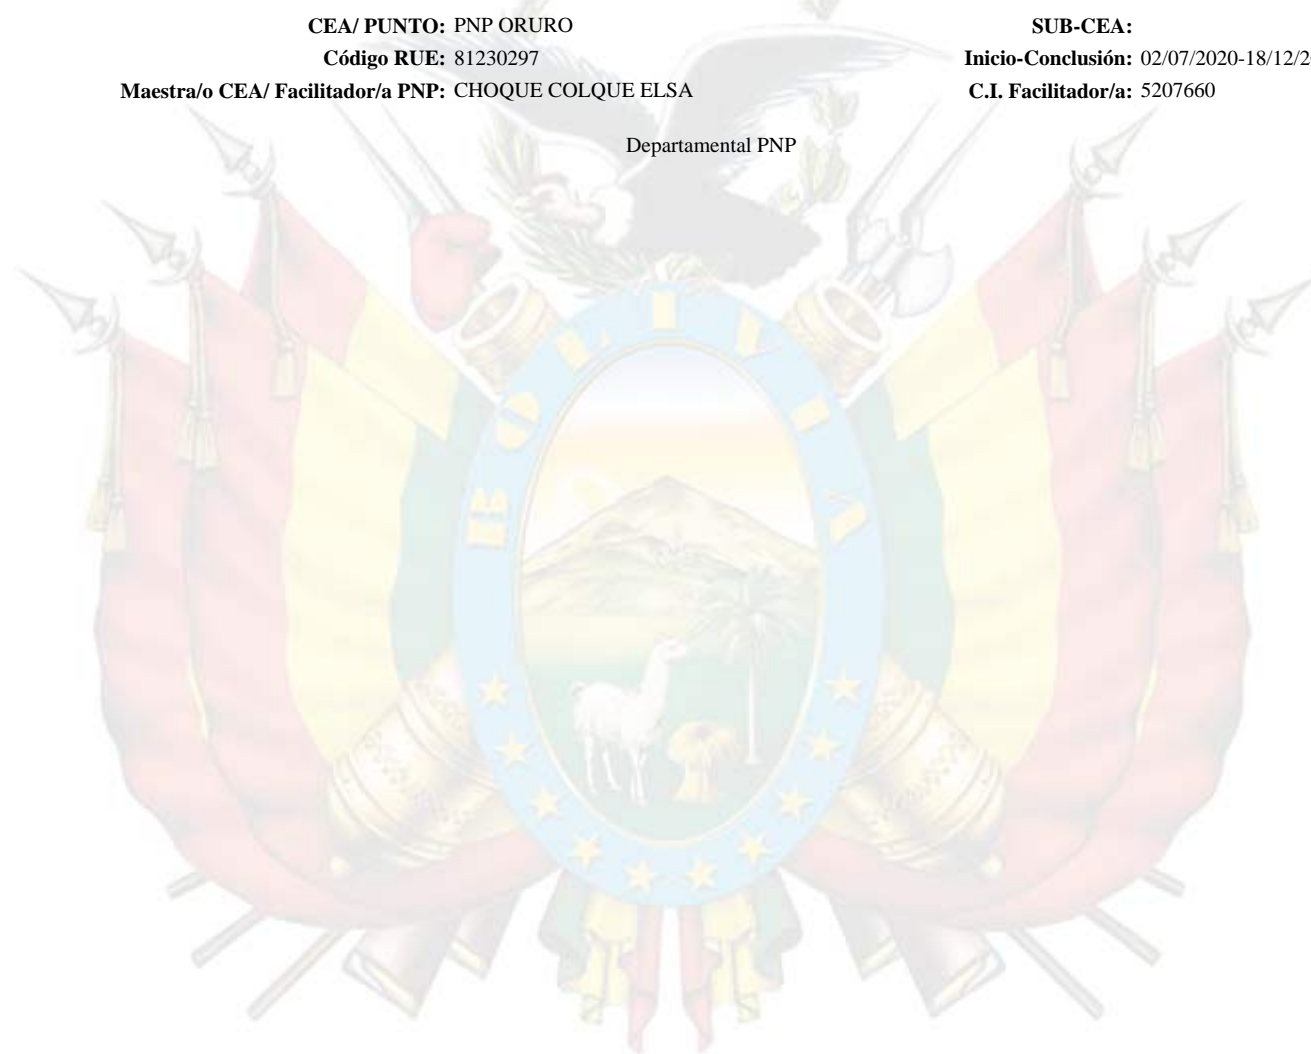 CEA/ PUNTO: PNP ORURO SUB-CEA:
Código RUE: 81230297 Inicio-Conclusión: 02/07/2020-18/12/2
Maestra/o CEA/ Facilitador/a PNP: CHOQUE COLQUE ELSA C.I. Facilitador/a: 5207660
Departamental PNP
BOLIVIA